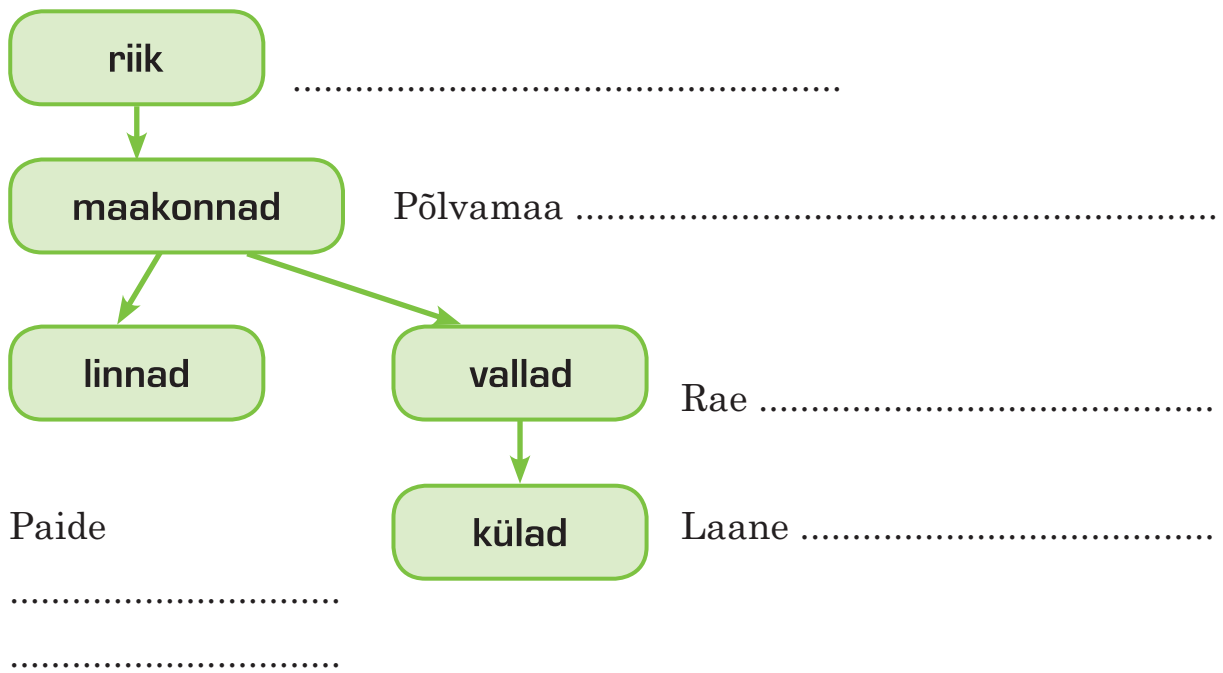 riik
..........................................................
maakonnad
Põlvamaa ..........................................................
linnad
vallad
Rae ..........................................
Paide
külad
Laane ......................................
...............................
...............................